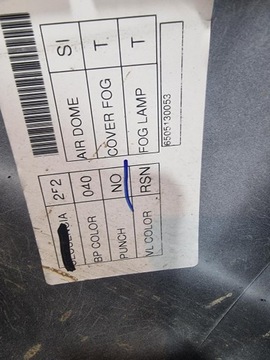 2F2 AIR DOME SI
BP COLOR 040 COVER FOG T
PUNCH NO FOG LAMP T
VL COLOR RSN 6505130053